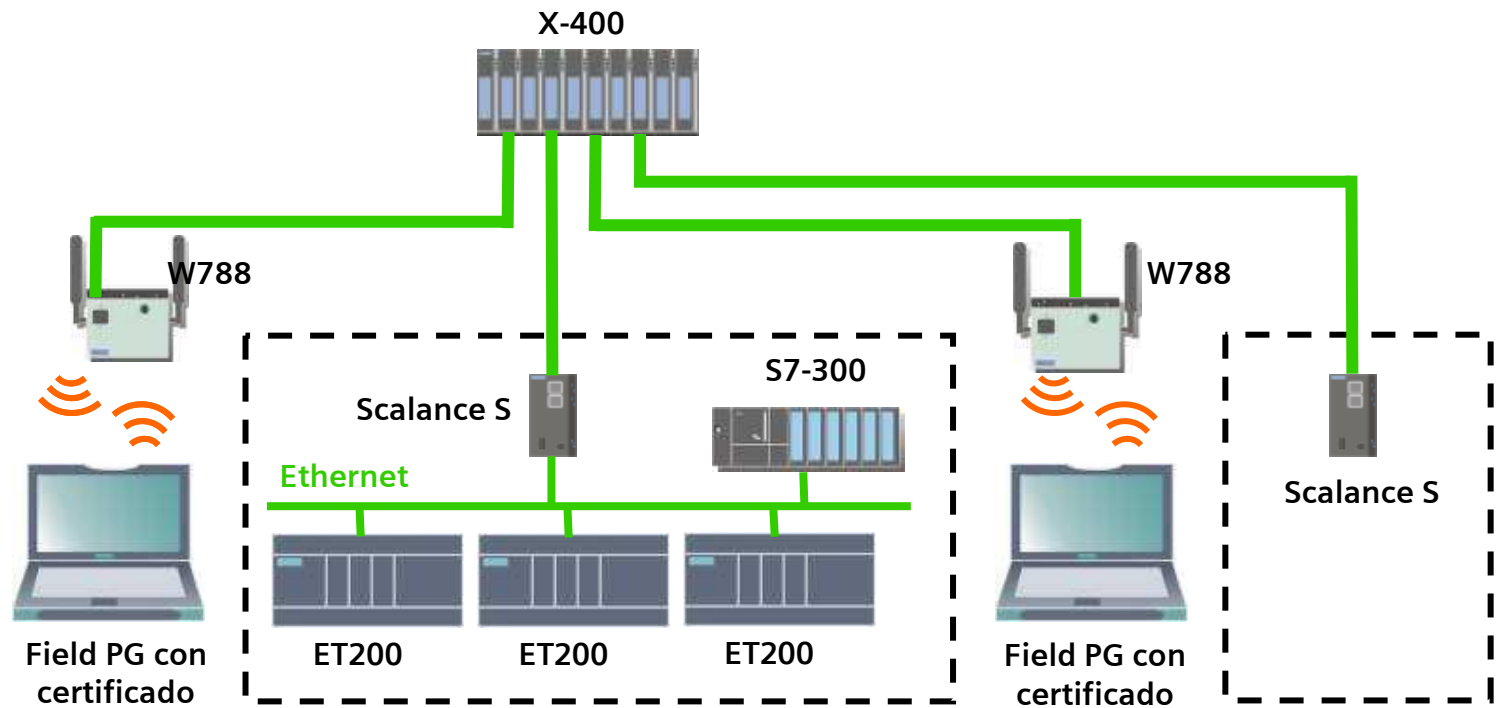 X-400
W788
W788
S7-300
Scalance S
Ethernet
Scalance S
Field PG con
certificado
ET200
ET200
ET200
Field PG con
certificado